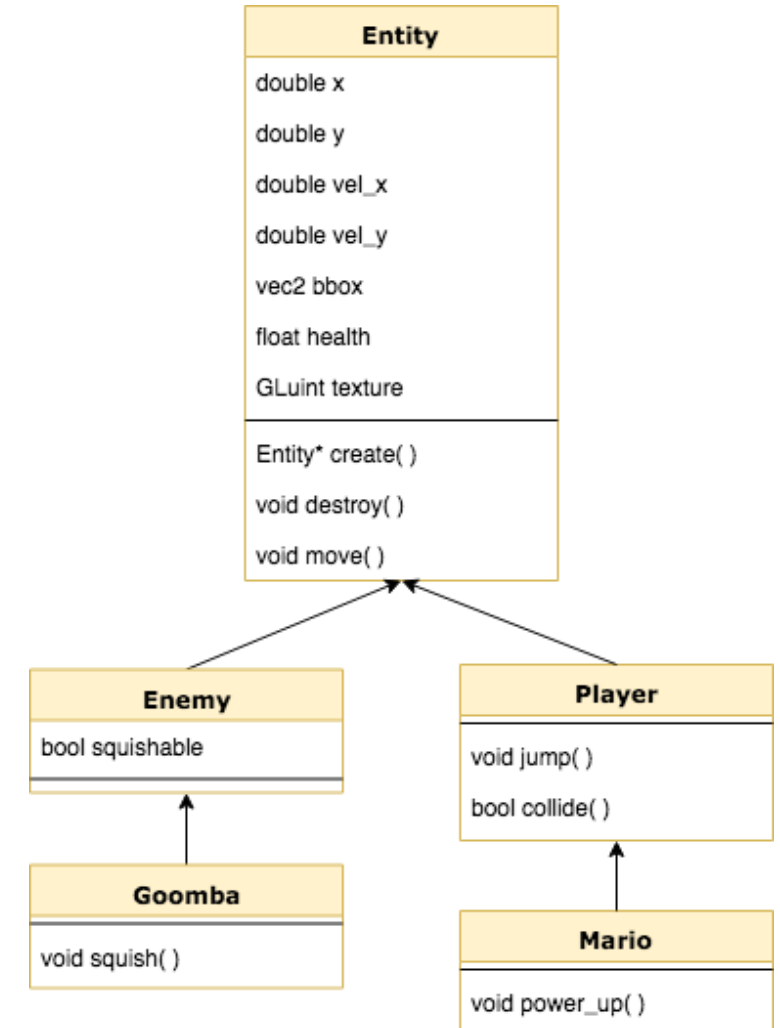 Entity
double x
double y
double vel_x
double vel_y
vec2 bbox
float health
GLuint texture
Entity* create( )
void destroy( )
void move( )
Enemy
bool squishable
Goomba
void squish( )
Player
void jump( )
bool collide( )
Mario
void power_up( )